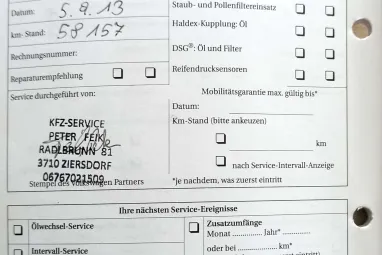 Datum: 5.9.13
km-Stand: 58157
Rechnungsnummer:
Reparaturempfehlung
Service durchgeführt von:
KFZ-SERVICE
PETER FEIK
RADLBRUNN 81
3710 ZIERSDORF
06767021509
Stempel des Volkswagen Partners
Staub- und Pollenfiltereinsatz
Haldex-Kupplung: Öl
DSG®: Öl und Filter
Reifendrucksensoren
Mobilitätsgarantie max. gültig bis*
Datum:
Km-Stand (bitte ankeuzen)
km
nach Service-Intervall-Anzeige
*je nachdem, was zuerst eintritt
Ihre nächsten Service-Ereignisse
Ölwechsel-Service
Intervall-Service
Zusatzumfänge
Monat .............. Jahr* ..............
oder bei .................. km*